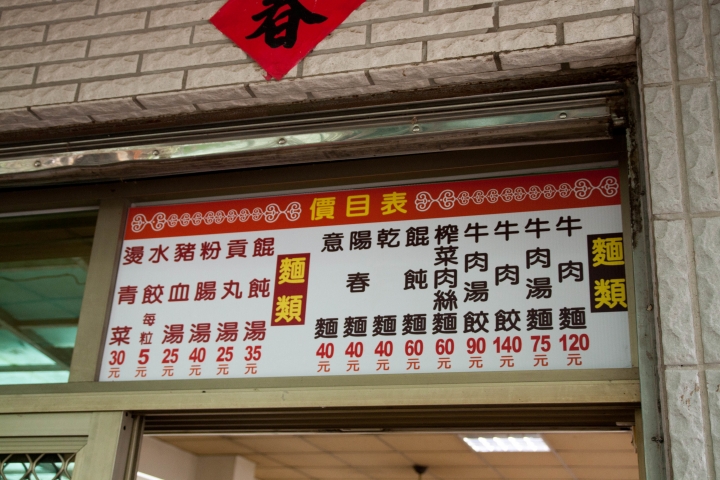 春
價目表
麵類
牛肉麵 120元
牛肉湯麵 75元
牛肉餃 140元
牛肉湯餃 90元
榨菜肉絲麵 60元
餛飩麵 60元
乾麵 40元
陽春麵 40元
意麵 40元
麵類
餛飩湯 35元
貢丸湯 25元
粉腸湯 40元
豬血湯 25元
水餃 每粒 5元
燙青菜 30元